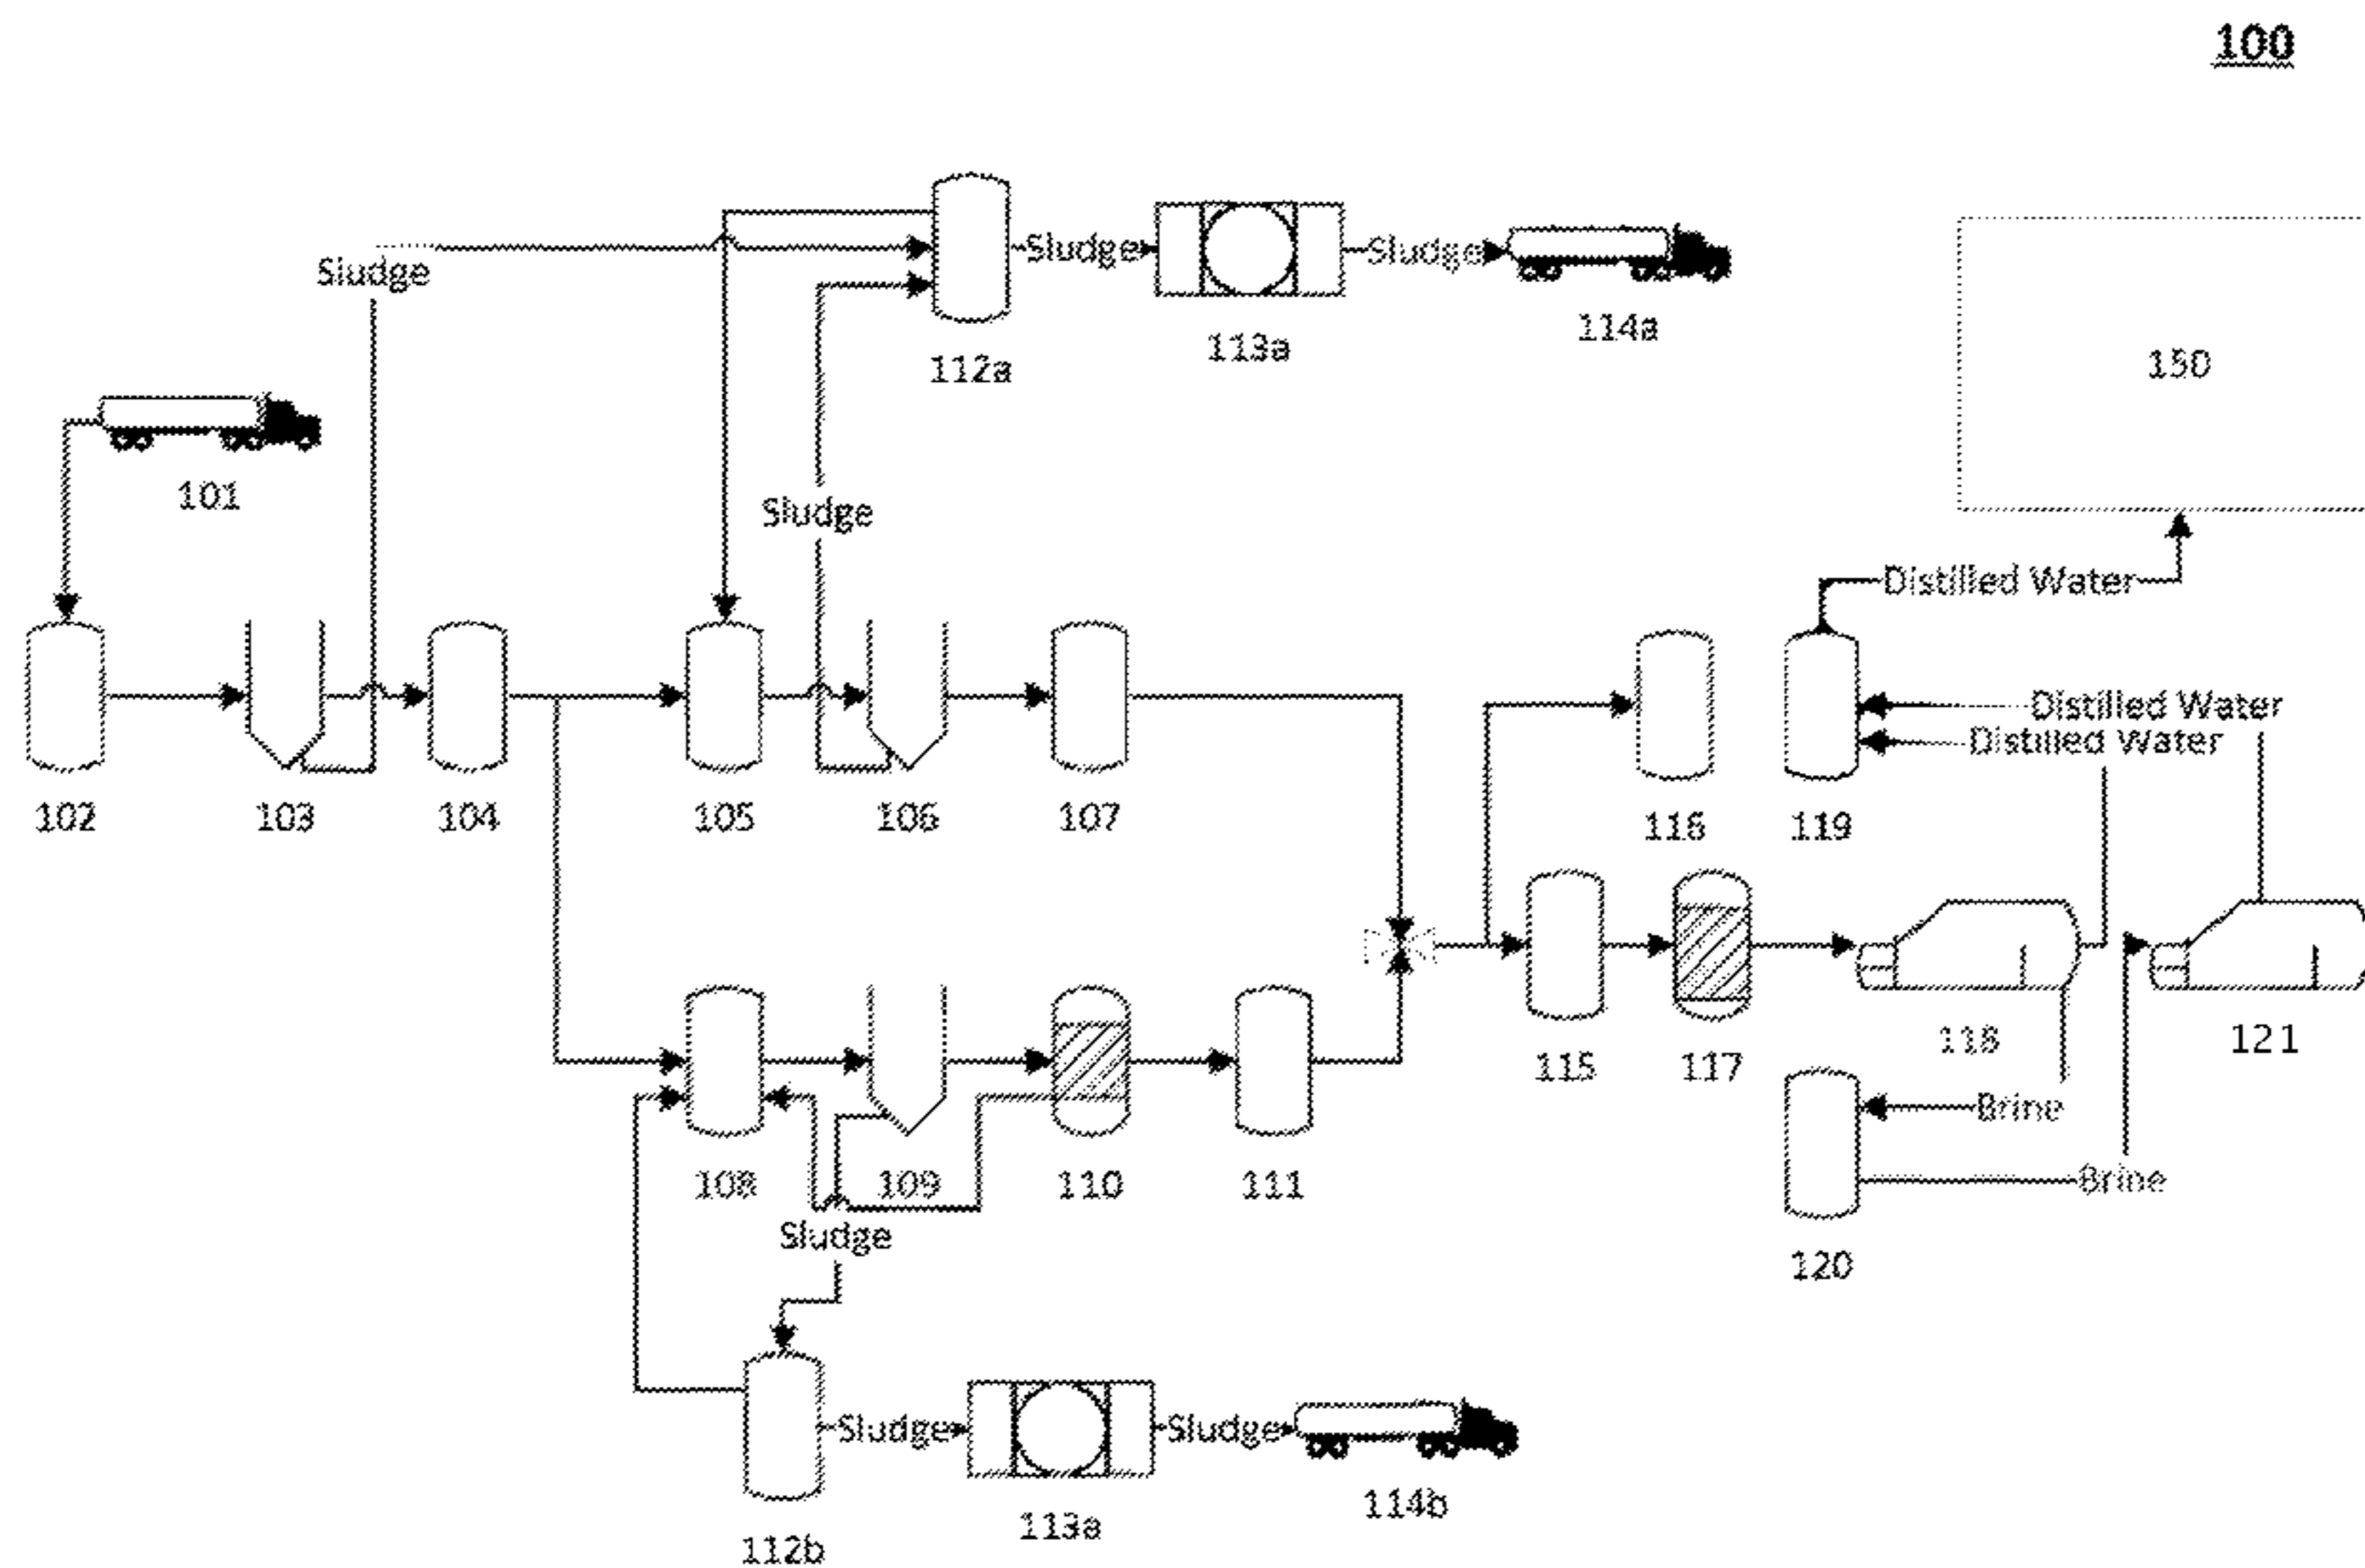 100
Sludge
Sludge
Sludge
112a
113a
114a
150
101
Sludge
Distilled Water
Distilled Water
Distilled Water
102
103
104
105
106
107
116
119
115
117
118
121
Brine
Brine
108
109
110
111
120
Sludge
Sludge
Sludge
112b
113a
114b